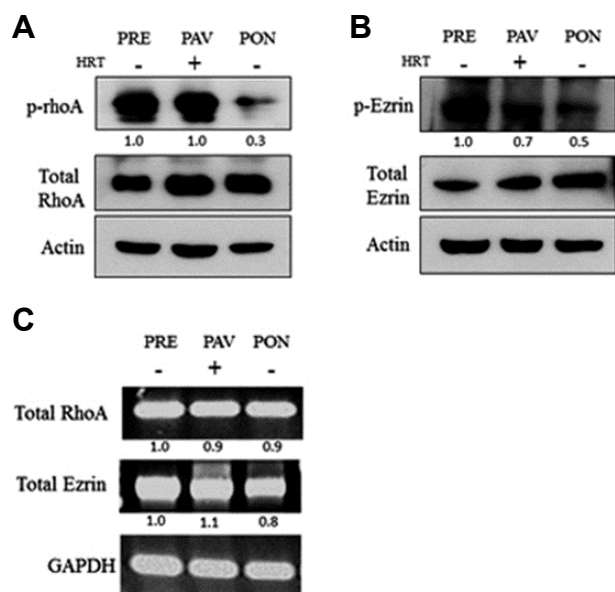 A
PRE PAV PON
HRT - + -
p-rhoA
1.0 1.0 0.3
Total
RhoA
Actin
B
PRE PAV PON
HRT - + -
p-Ezrin
1.0 0.7 0.5
Total
Ezrin
Actin
C
PRE PAV PON
- + -
Total RhoA
1.0 0.9 0.9
Total Ezrin
1.0 1.1 0.8
GAPDH